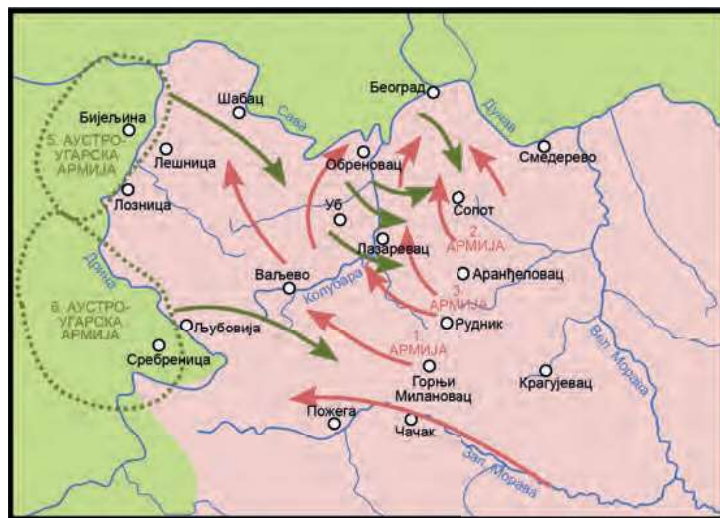 Београд
Шабац
Сава
Дунав
Бијељина
5. АУСТРО-
УГАРСКА
АРМИЈА
Лешница
Обреновац
Смедерево
Лозница
Уб
Сопот
Лазаревац
2.
АРМИЈА
Дрина
Ваљево
Колубара
Аранђеловац
3.
АРМИЈА
6. АУСТРО-
УГАРСКА
АРМИЈА
Љубовија
Рудник
Сребреница
1.
АРМИЈА
Вел. Морава
Горњи
Милановац
Крагујевац
Пожега
Чачак
Зап. Морава